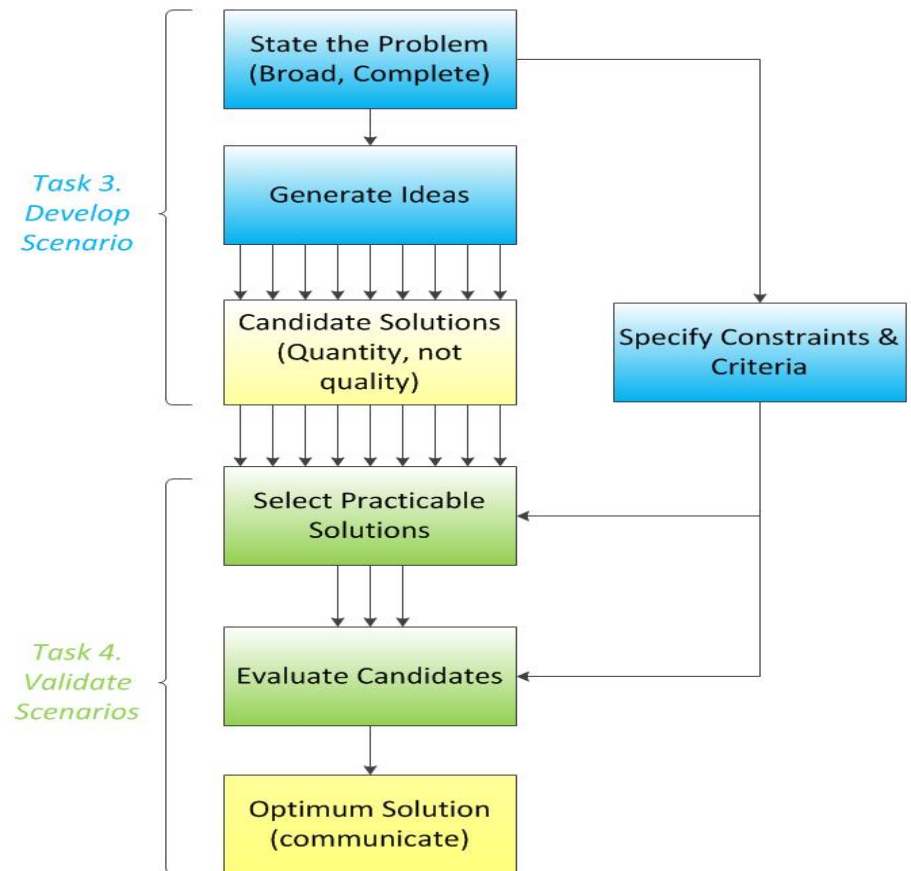 State the Problem
(Broad, Complete)
Generate Ideas
Task 3.
Develop
Scenario
Candidate Solutions
(Quantity, not
quality)
Specify Constraints &
Criteria
Select Practicable
Solutions
Task 4.
Validate
Scenarios
Evaluate Candidates
Optimum Solution
(communicate)